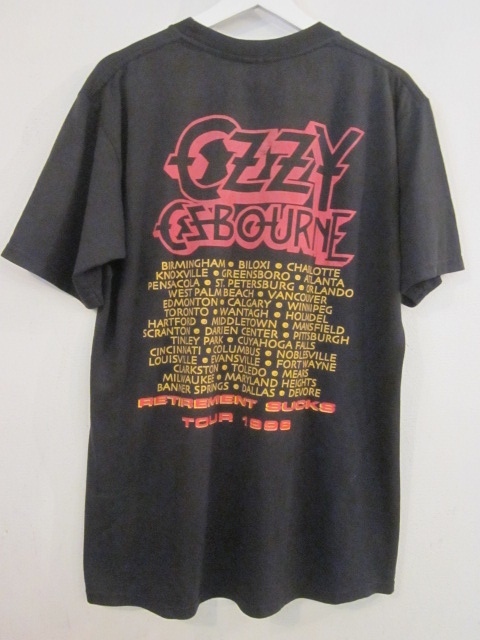 OZZY
OSBOURNE
BIRMINGHAM • BILOXI • CHALOTTE
KNOXVILLE • GREENSBORO • ATLANTA
PENSACOLA • ST. PETERSBURG • ORLANDO
WEST PALM BEACH • VANCOUVER
EDMONTON • CALGARY • WINNIPEG
TORONTO • WANTAGH • HOLMDEL
HARTFORD • MIDDLETOWN • MANSFIELD
SCRANTON • DARIEN CENTER • PITTSBURGH
TINLEY PARK • CUYAHOGA FALLS
CINCINNATI • COLUMBUS • NOBLESVILLE
LOUISVILLE • EVANSVILLE • FORT WAYNE
CLARKSTON • TOLEDO • MEARS
MILWAUKEE • MARYLAND HEIGHTS
BANNER SPRINGS • DALLAS • DEVORE
RETIREMENT SUCKS
TOUR